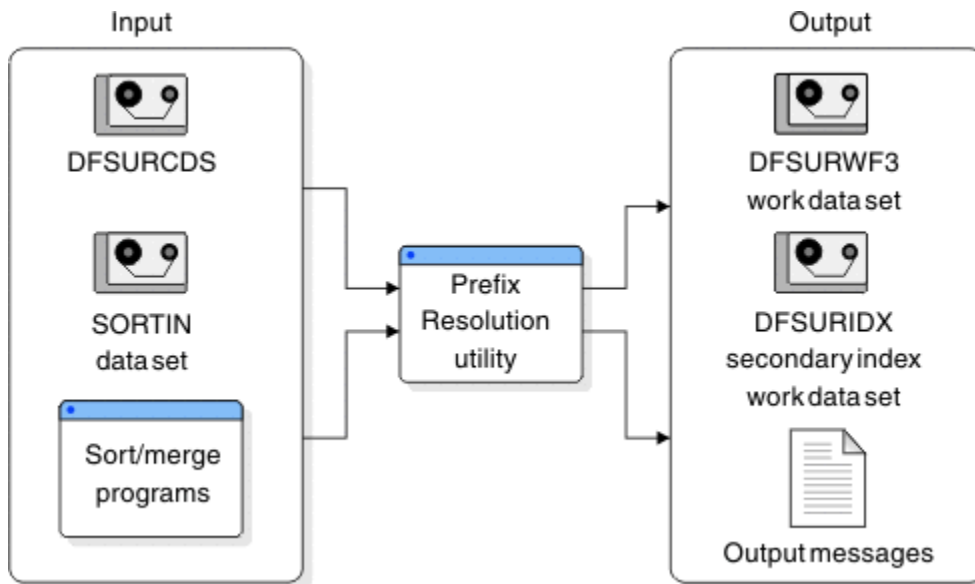 Input
DFSURCDS
SORTIN
data set
Sort/merge
programs
Prefix
Resolution
utility
Output
DFSURWF3
work data set
DFSURIDX
secondary index
work data set
Output messages